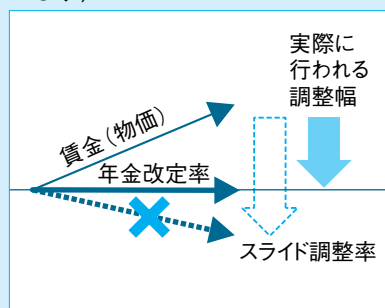 実際に
行われる
調整幅
賃金（物価）
年金改定率
スライド調整率